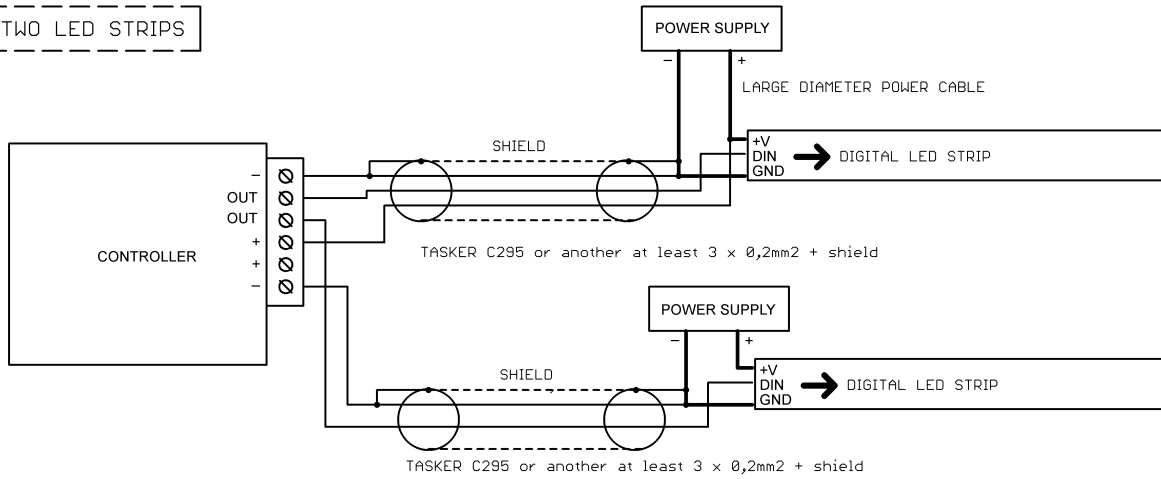 TWO LED STRIPS
POWER SUPPLY
− +
LARGE DIAMETER POWER CABLE
SHIELD
+V
DIN
GND
DIGITAL LED STRIP
−
OUT
OUT
+
+
−
CONTROLLER
TASKER C295 or another at least 3 x 0,2mm2 + shield
POWER SUPPLY
− +
SHIELD
+V
DIN
GND
DIGITAL LED STRIP
TASKER C295 or another at least 3 x 0,2mm2 + shield